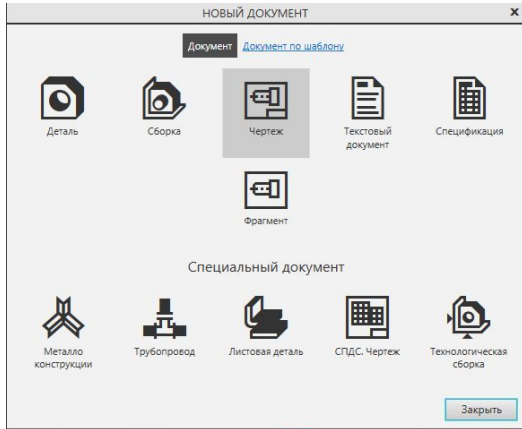 НОВЫЙ ДОКУМЕНТ x
Документ Документ по шаблону
Деталь Сборка Чертеж Текстовый документ Спецификация
Фрагмент
Специальный документ
Металло конструкции Трубопровод Листовая деталь СПДС. Чертеж Технологическая сборка
Закрыть